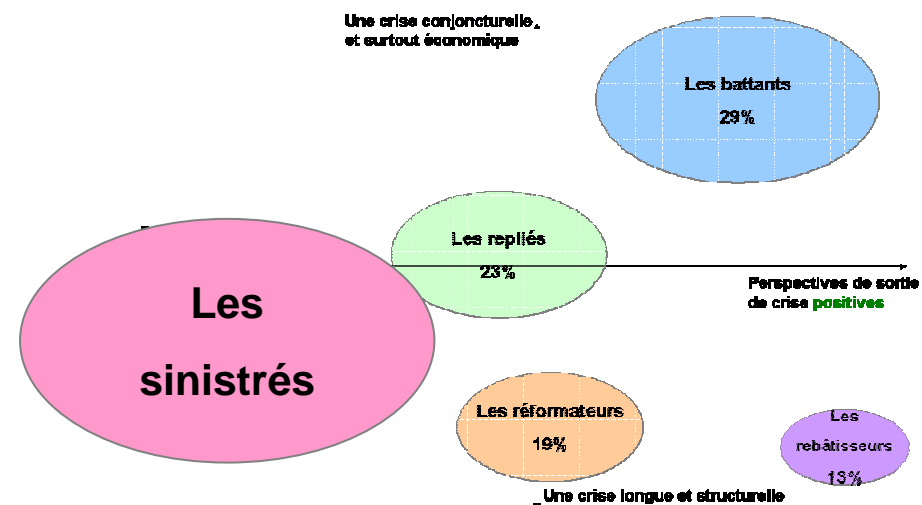 Une crise conjoncturelle
et surtout économique
Les battants
29%
Les repliés
23%
Perspectives de sortie
de crise positives
Les
sinistrés
Les réformateurs
19%
Les
rebâtisseurs
13%
Une crise longue et structurelle